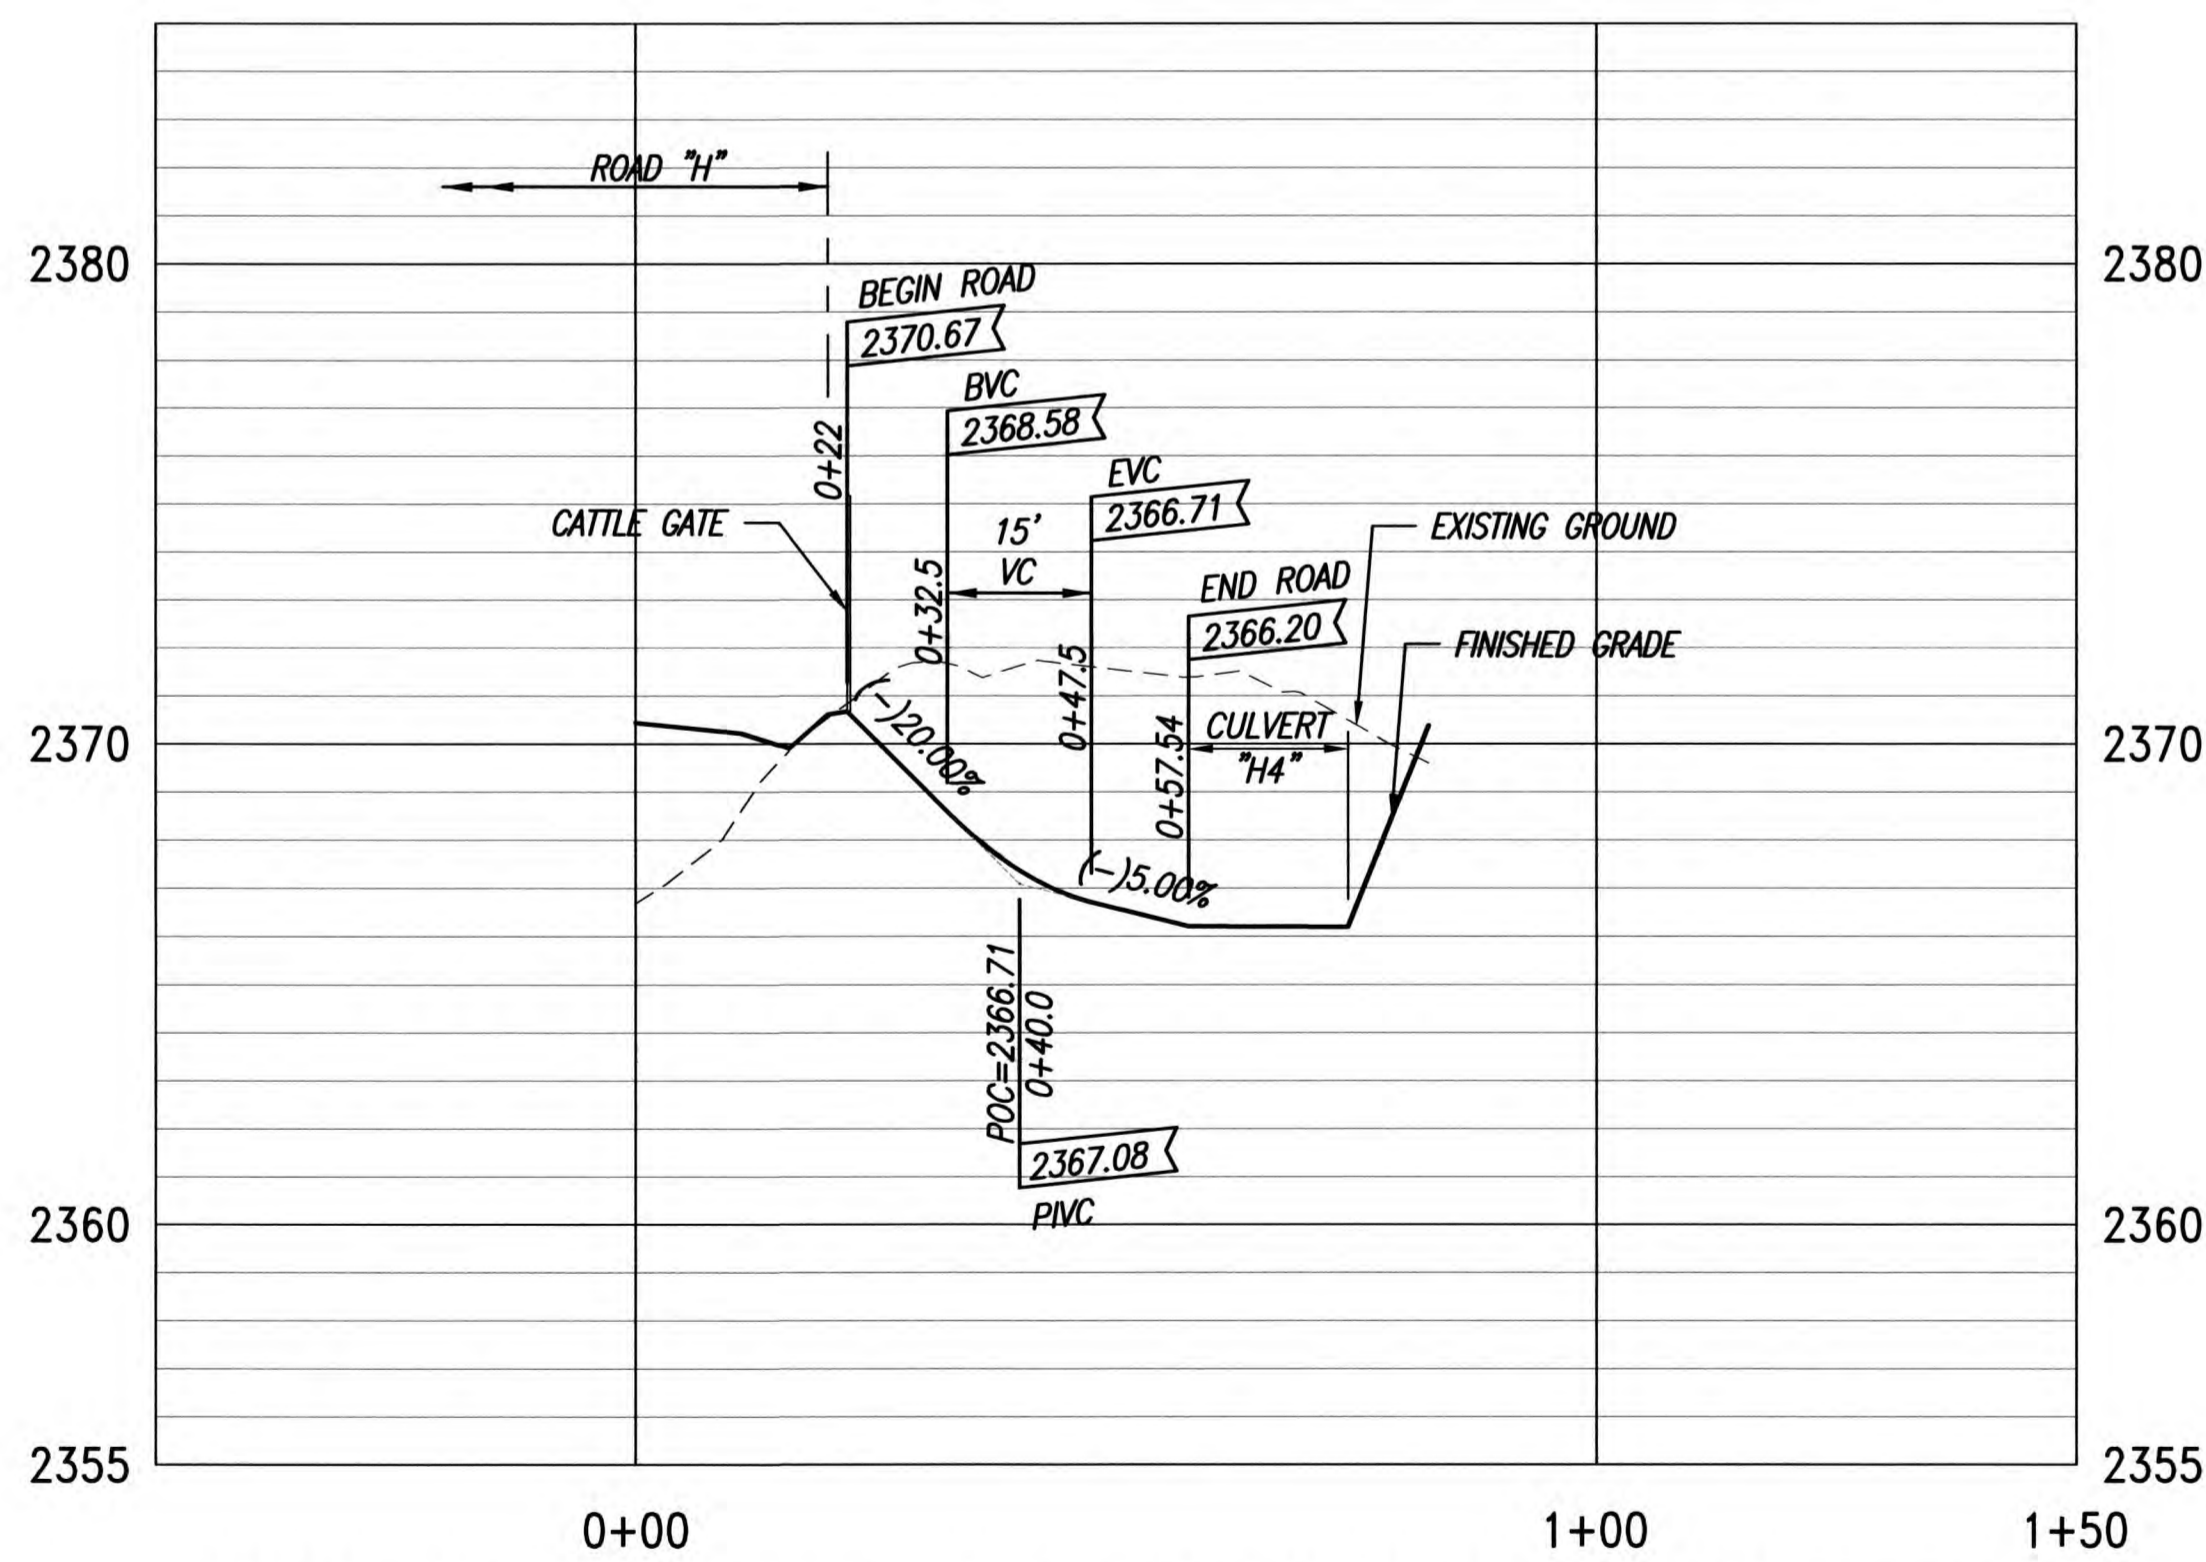 ROAD "H"
2380
2380
BEGIN ROAD
2370.67
BVC
2368.58
0+22
EVC
2366.71
CATTLE GATE
15'
VC
EXISTING GROUND
0+32.5
END ROAD
2366.20
FINISHED GRADE
0+47.5
(-)20.00%
2370
2370
CULVERT
"H4"
0+57.54
(-)5.00%
POC=2366.71
0+40.0
2367.08
PIVC
2360
2360
2355
2355
0+00
1+00
1+50